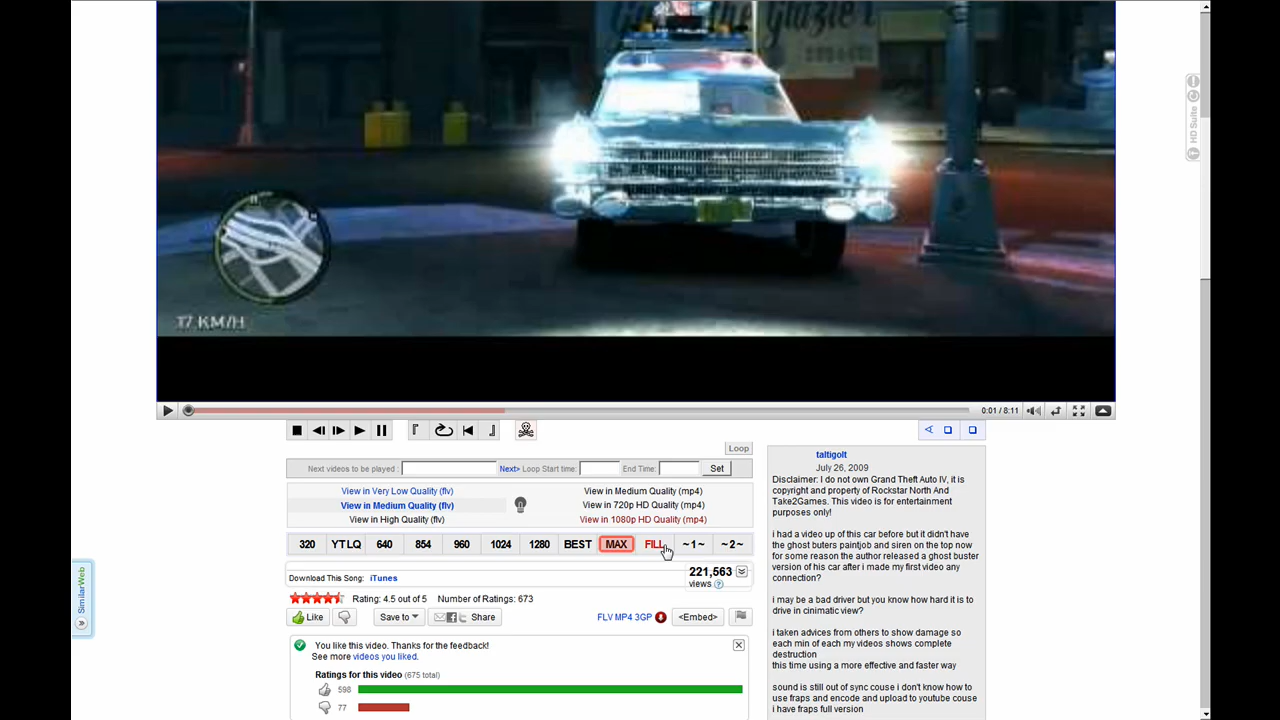 Glazier
HD Suite
17 KM/H
0:01 / 8:11
Loop
Next videos to be played : Next> Loop Start time: End Time: Set
View in Very Low Quality (flv) View in Medium Quality (mp4)
View in Medium Quality (flv) View in 720p HD Quality (mp4)
View in High Quality (flv) View in 1080p HD Quality (mp4)
320 YT LQ 640 854 960 1024 1280 BEST MAX FILL ~ 1 ~ ~ 2 ~
Download This Song: iTunes 221,563
views ?
Rating: 4.5 out of 5 Number of Ratings: 673
Like Save to Share FLV MP4 3GP <Embed>
You like this video. Thanks for the feedback!
See more videos you liked.
Ratings for this video (675 total)
598
77
taltigolt
July 26, 2009
Disclaimer: I do not own Grand Theft Auto IV, it is
copyright and property of Rockstar North And
Take2Games. This video is for entertainment
purposes only!
i had a video up of this car before but it didn't have
the ghost buters paintjob and siren on the top now
for some reason the author released a ghost buster
version of his car after i made my first video any
connection?
i may be a bad driver but you know how hard it is to
drive in cinimatic view?
i taken advices from others to show damage so
each min of each my videos shows complete
destruction
this time using a more effective and faster way
sound is still out of sync couse i don't know how to
use fraps and encode and upload to youtube couse
i have fraps full version
SimilarWeb